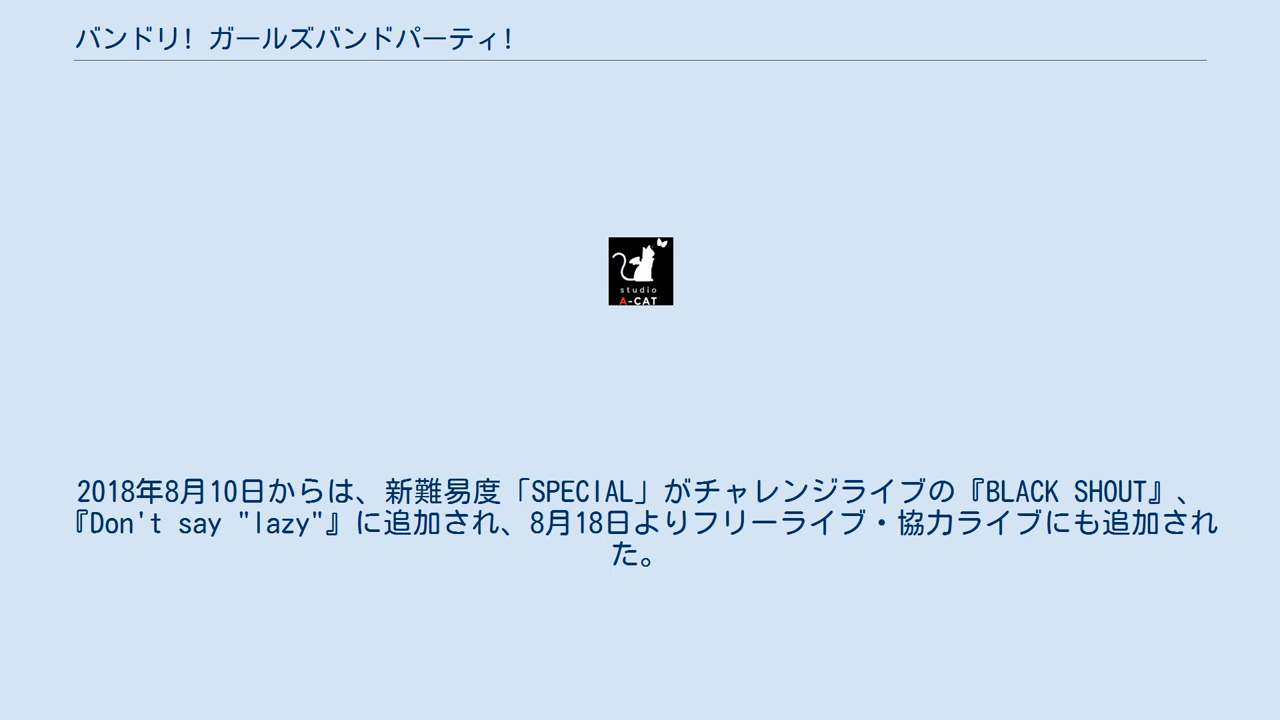 バンドリ! ガールズバンドパーティ!
studio
A-CAT
2018年8月10日からは、新難易度「SPECIAL」がチャレンジライブの『BLACK SHOUT』、
『Don't say "lazy"』に追加され、8月18日よりフリーライブ・協力ライブにも追加され
た。